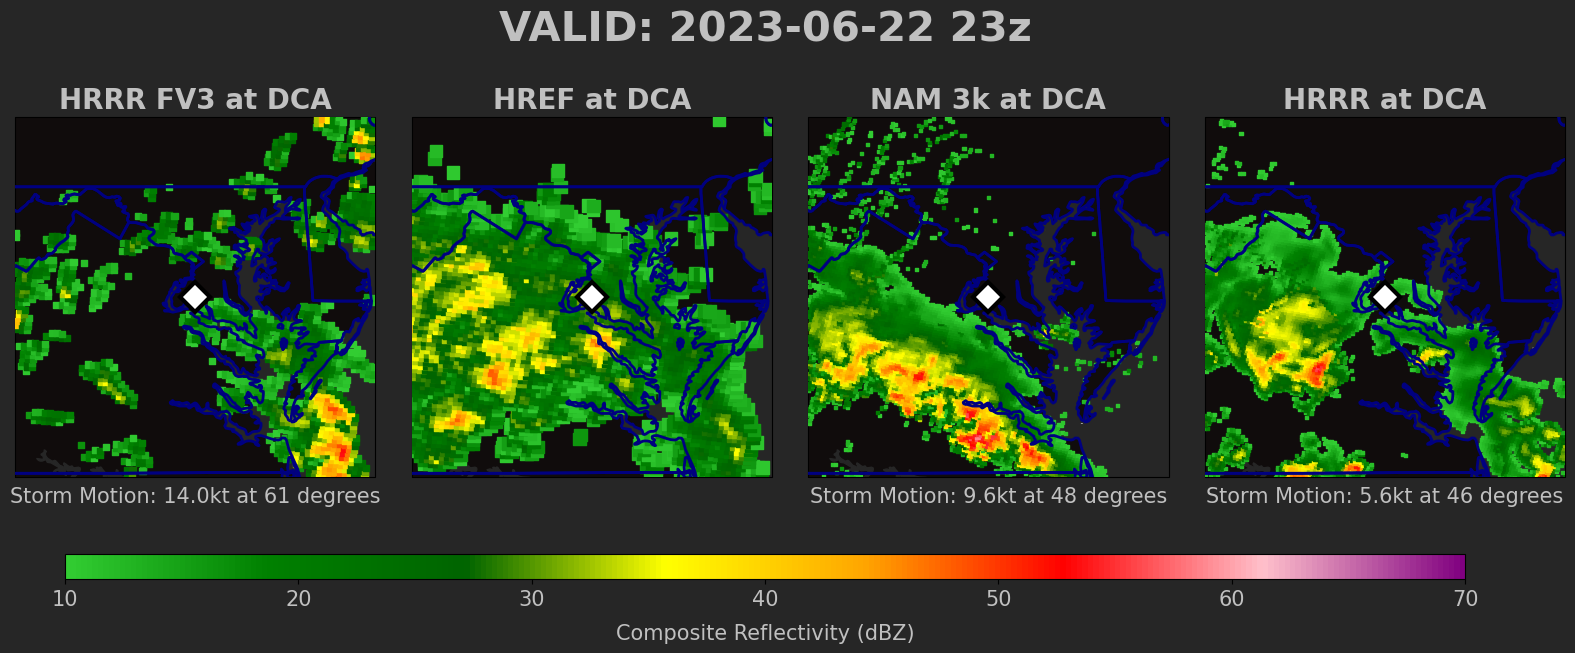 VALID: 2023-06-22 23z
HRRR FV3 at DCA
HREF at DCA
NAM 3k at DCA
HRRR at DCA
Storm Motion: 14.0kt at 61 degrees
Storm Motion: 9.6kt at 48 degrees
Storm Motion: 5.6kt at 46 degrees
10 20 30 40 50 60 70
Composite Reflectivity (dBZ)